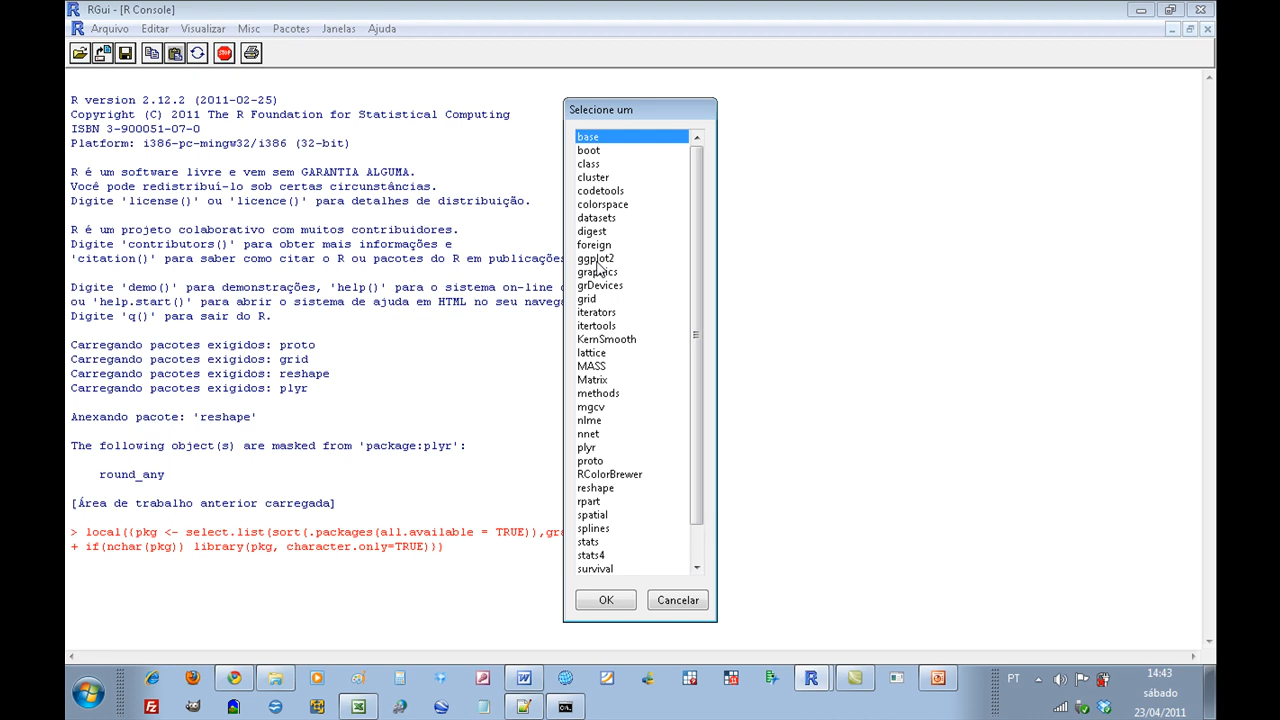 RGui - [R Console]
Arquivo Editar Visualizar Misc Pacotes Janelas Ajuda
STOP
R version 2.12.2 (2011-02-25)
Copyright (C) 2011 The R Foundation for Statistical Computing
ISBN 3-900051-07-0
Platform: i386-pc-mingw32/i386 (32-bit)
R é um software livre e vem sem GARANTIA ALGUMA.
Você pode redistribuí-lo sob certas circunstâncias.
Digite 'license()' ou 'licence()' para detalhes de distribuição.
R é um projeto colaborativo com muitos contribuidores.
Digite 'contributors()' para obter mais informações e
'citation()' para saber como citar o R ou pacotes do R em publicações
Digite 'demo()' para demonstrações, 'help()' para o sistema on-line
ou 'help.start()' para abrir o sistema de ajuda em HTML no seu
Digite 'q()' para sair do R.
Carregando pacotes exigidos: proto
Carregando pacotes exigidos: grid
Carregando pacotes exigidos: reshape
Carregando pacotes exigidos: plyr
Anexando pacote: 'reshape'
The following object(s) are masked from 'package:plyr':
round_any
[Área de trabalho anterior carregada]
> local((pkg <- select.list(sort(.packages(all.available = TRUE)),gr
+ if(nchar(pkg)) library(pkg, character.only=TRUE)))
Selecione um
base
boot
class
cluster
codetools
colorspace
datasets
digest
foreign
ggplot2
graphics
grDevices
grid
iterators
itertools
KernSmooth
lattice
MASS
Matrix
methods
mgcv
nlme
nnet
plyr
proto
RColorBrewer
reshape
rpart
spatial
splines
stats
stats4
survival
OK Cancelar
PT
14:43
sábado
23/04/2011